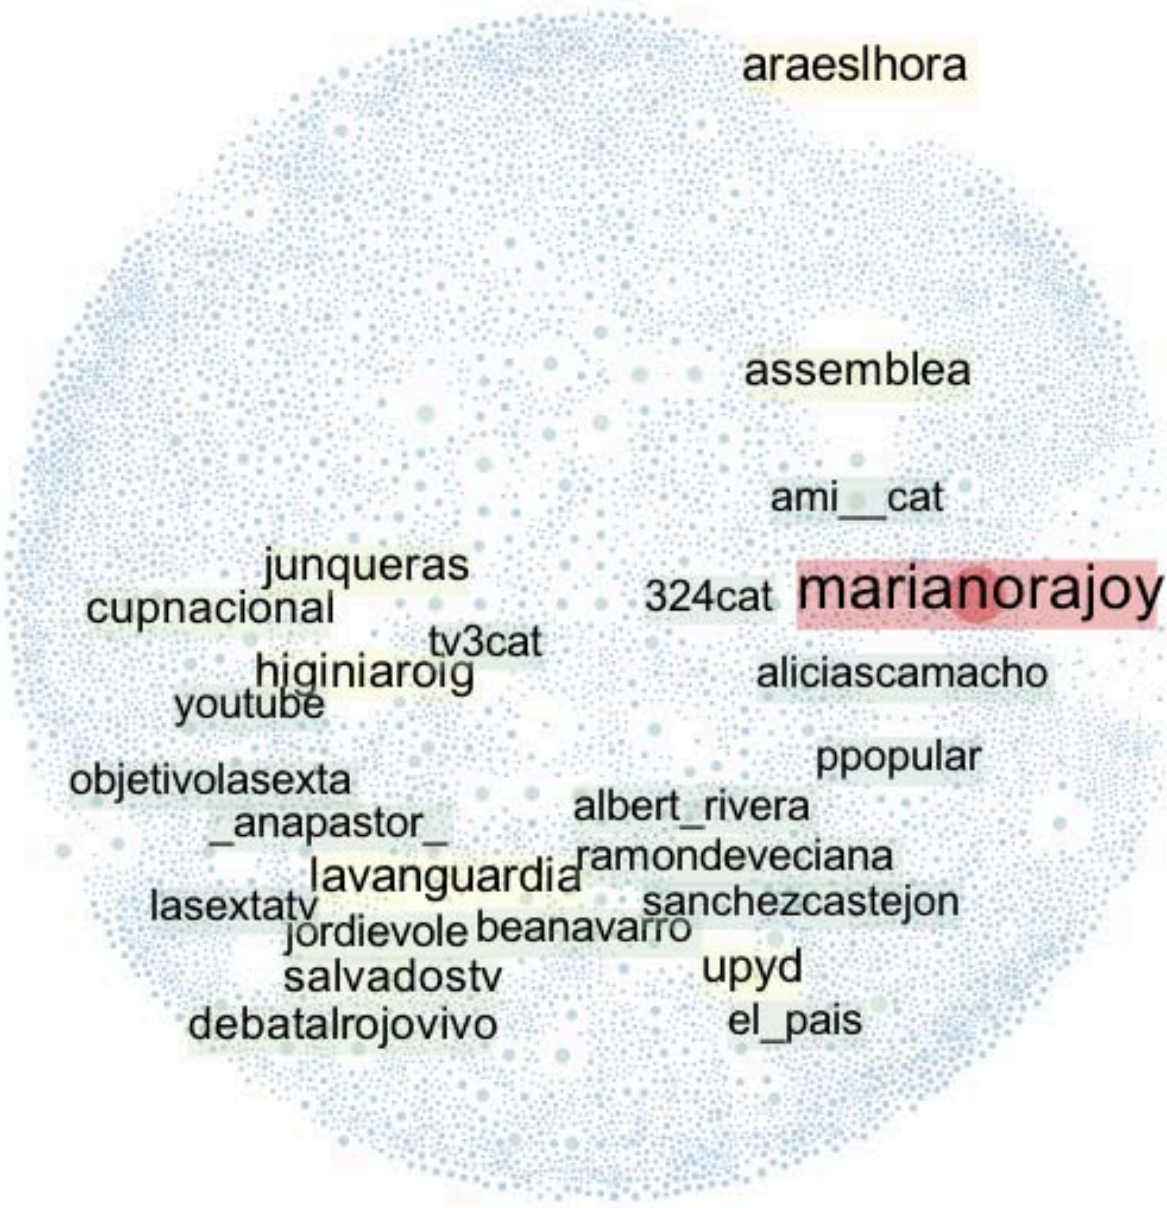 araeslhora
assemblea
ami__cat
junqueras
324cat marianorajoy
cupnacional
tv3cat
higiniaroig
aliciascamacho
youtube
ppopular
objetivolasexta
albert_rivera
_anapastor_
ramondeveciana
lavanguardia
sanchezcastejon
lasextatv
jordievole beanavarro
upyd
salvadostv
el_pais
debatalrojovivo